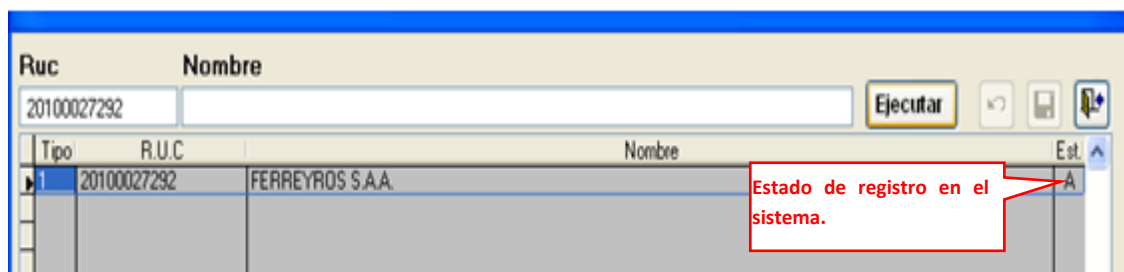 Ruc Nombre
20100027292 Ejecutar
Tipo R.U.C Nombre Est.
1 20100027292 FERREYROS S.A.A. A
Estado de registro en el
sistema.